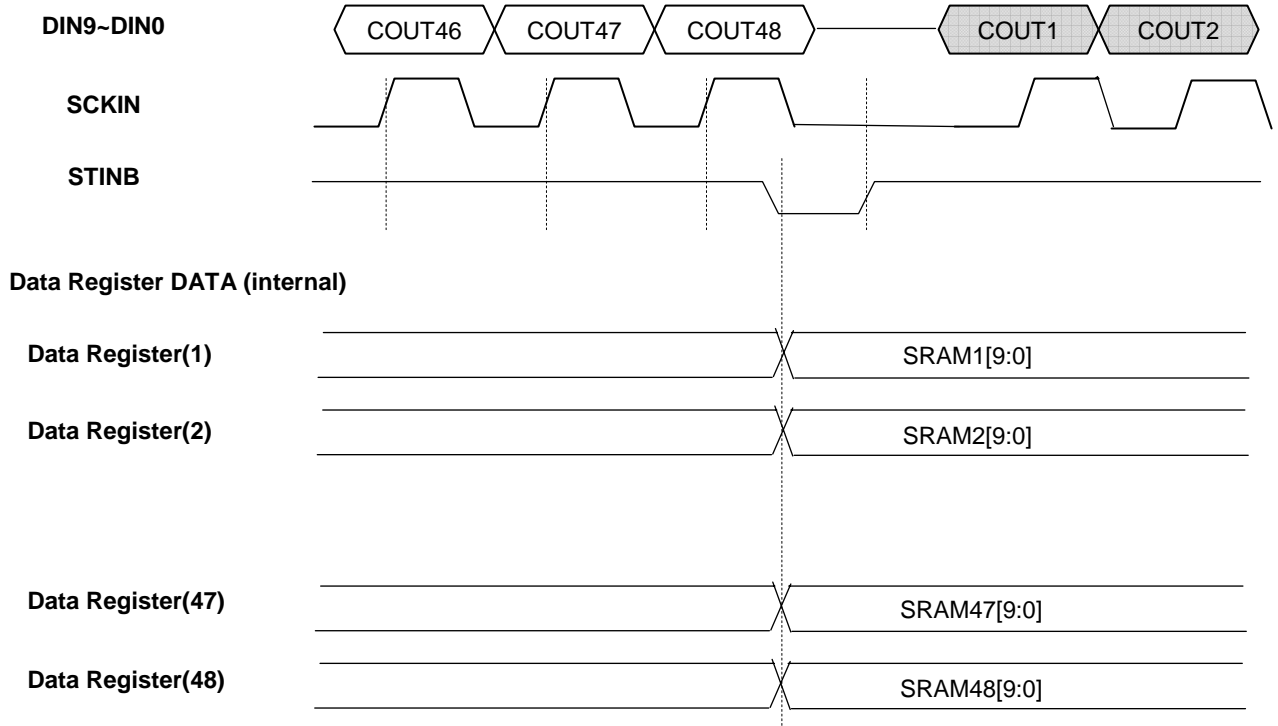 DIN9~DIN0
COUT46
COUT47
COUT48
COUT1
COUT2
SCKIN
STINB
Data Register DATA (internal)
Data Register(1)
SRAM1[9:0]
Data Register(2)
SRAM2[9:0]
Data Register(47)
SRAM47[9:0]
Data Register(48)
SRAM48[9:0]